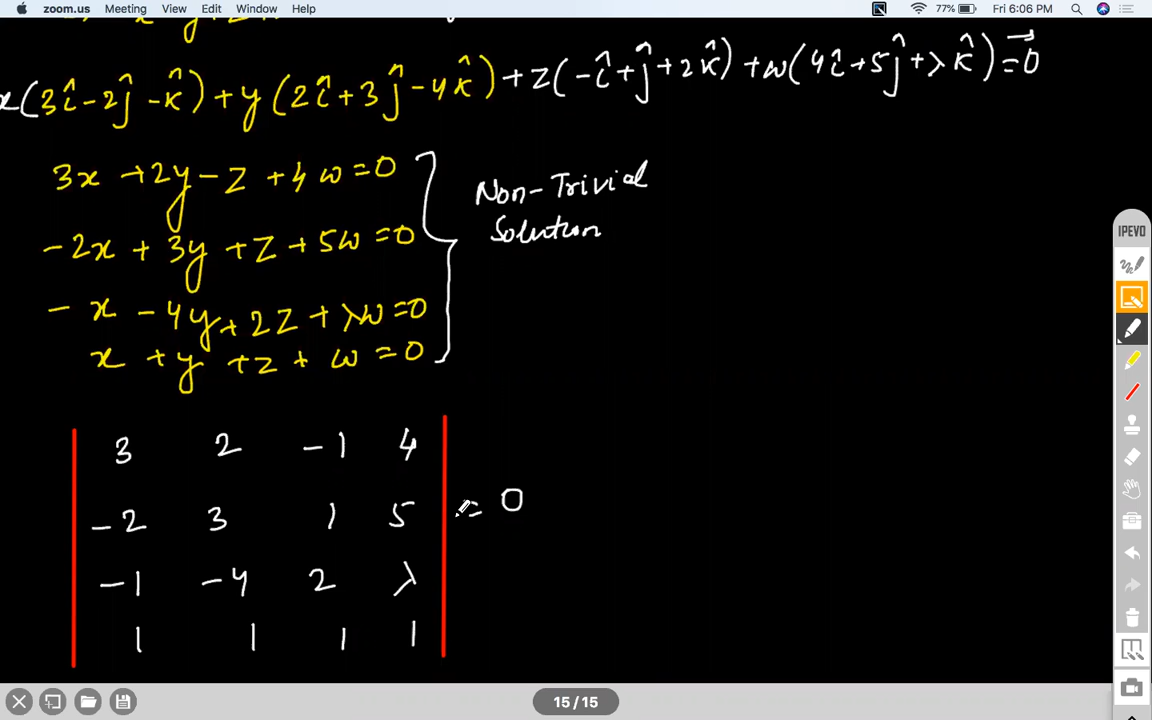 zoom.us Meeting View Edit Window Help 77% Fri 6:06 PM
x(3î-2ĵ-k̂)+y(2î+3ĵ-4k̂)+z(-î+ĵ+2k̂)+w(4î+5ĵ+λk̂)=0⃗
3x+2y-z+4w=0
Non-Trivial
Solution
-2x+3y+z+5w=0
-x-4y+2z+λw=0
x+y+z+w=0
3 2 -1 4
-2 3 1 5 = 0
-1 -4 2 λ
1 1 1 1
IPEVO
15/15